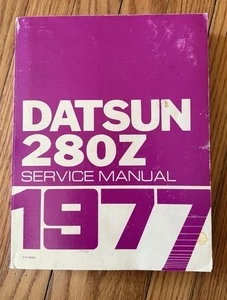 DATSUN
280Z
SERVICE MANUAL
1977